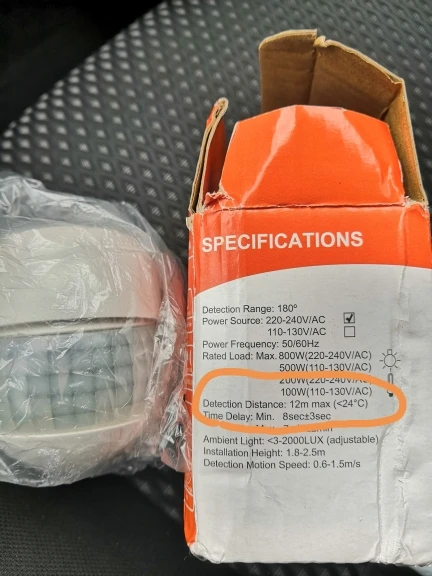 SPECIFICATIONS
Detection Range: 180°
Power Source: 220-240V/AC
110-130V/AC
Power Frequency: 50/60Hz
Rated Load: Max. 800W(220-240V/AC)
500W(110-130V/AC)
200W(220-240V/AC)
100W(110-130V/AC)
Detection Distance: 12m max (<24°C)
Time Delay: Min. 8sec±3sec
Ambient Light: <3-2000LUX (adjustable)
Installation Height: 1.8-2.5m
Detection Motion Speed: 0.6-1.5m/s